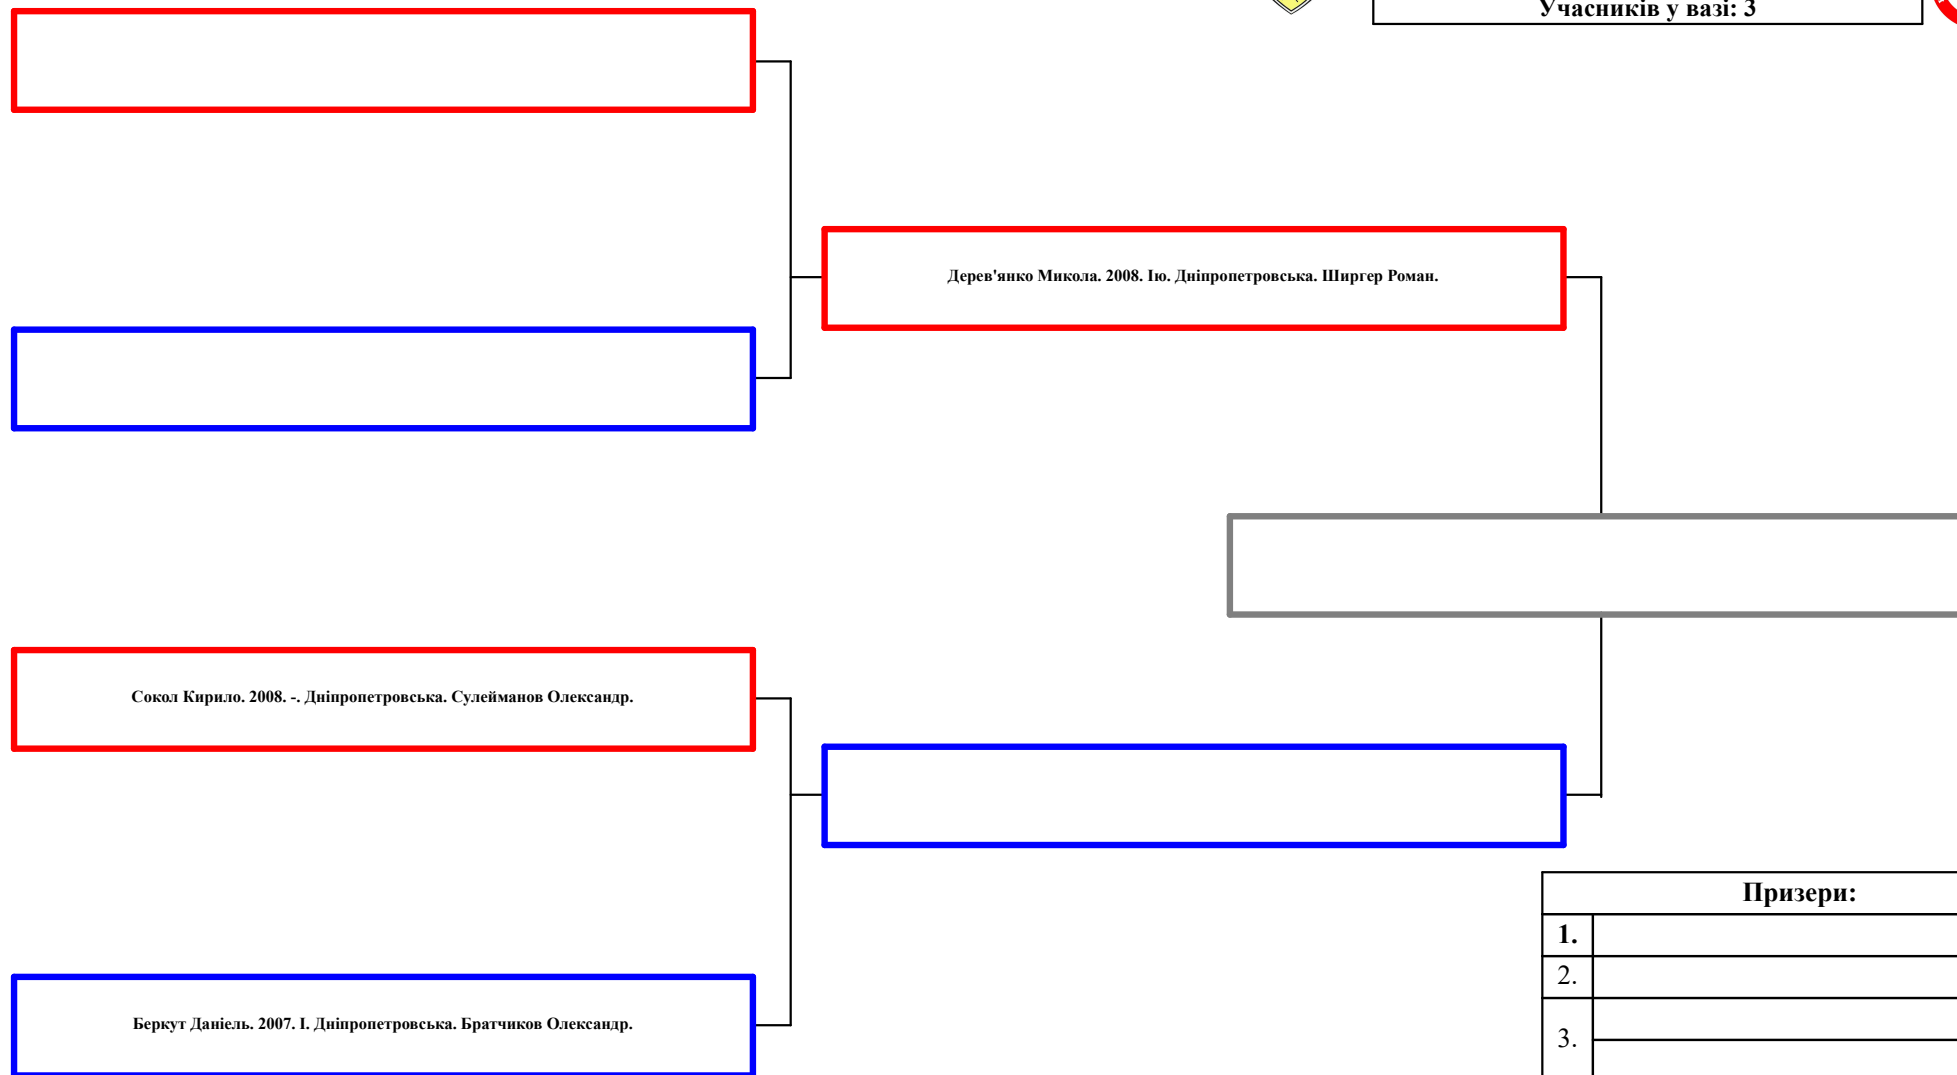 Учасників у вазі: 3
Дерев'янко Микола. 2008. Ію. Дніпропетровська. Ширгер Роман.
Сокол Кирило. 2008. -. Дніпропетровська. Сулейманов Олександр.
Беркут Даніель. 2007. І. Дніпропетровська. Братчиков Олександр.
Призери:
1.
2.
3.